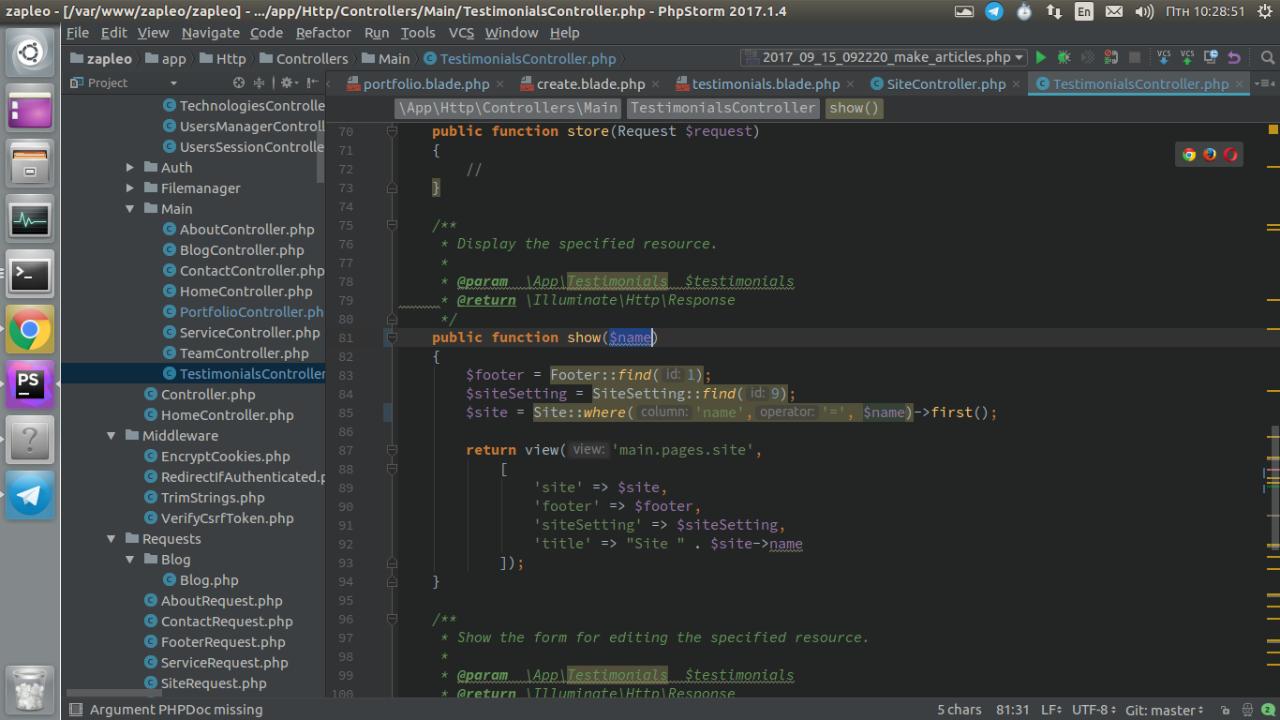 zapleo - [/var/www/zapleo/zapleo] - .../app/Http/Controllers/Main/TestimonialsController.php - PhpStorm 2017.1.4
En
Птн 10:28:51
File Edit View Navigate Code Refactor Run Tools VCS Window Help
zapleo app Http Controllers Main TestimonialsController.php
2017_09_15_092220_make_articles.php
VCS VCS
Project
portfolio.blade.php create.blade.php testimonials.blade.php SiteController.php TestimonialsController.php
\App\Http\Controllers\Main TestimonialsController show()
TechnologiesControlle
UsersManagerControll
UsersSessionControlle
Auth
Filemanager
Main
AboutController.php
BlogController.php
ContactController.php
HomeController.php
PortfolioController.ph
ServiceController.php
TeamController.php
TestimonialsController
Controller.php
HomeController.php
Middleware
EncryptCookies.php
RedirectIfAuthenticated.p
TrimStrings.php
VerifyCsrfToken.php
Requests
Blog
Blog.php
AboutRequest.php
ContactRequest.php
FooterRequest.php
ServiceRequest.php
SiteRequest.php
70 public function store(Request $request)
71 {
72 //
73 }
74
75 /**
76 * Display the specified resource.
77 *
78 * @param \App\Testimonials $testimonials
79 * @return \Illuminate\Http\Response
80 */
81 public function show($name)
82 {
83 $footer = Footer::find( id: 1);
84 $siteSetting = SiteSetting::find( id: 9);
85 $site = Site::where( column: 'name', operator: '=', $name)->first();
86
87 return view( view: 'main.pages.site',
88 [
89 'site' => $site,
90 'footer' => $footer,
91 'siteSetting' => $siteSetting,
92 'title' => "Site " . $site->name
93 ]);
94 }
95
96 /**
97 * Show the form for editing the specified resource.
98 *
99 * @param \App\Testimonials $testimonials
100 * @return \Illuminate\Http\Response
PS
Argument PHPDoc missing
5 chars 81:31 LF UTF-8 Git: master 2